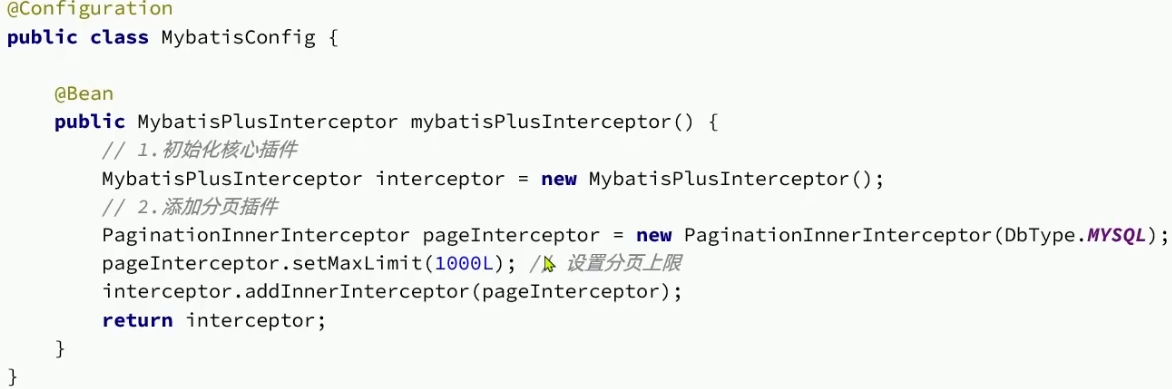 @Configuration
public class MybatisConfig {
@Bean
public MybatisPlusInterceptor mybatisPlusInterceptor() {
// 1.初始化核心插件
MybatisPlusInterceptor interceptor = new MybatisPlusInterceptor();
// 2.添加分页插件
PaginationInnerInterceptor pageInterceptor = new PaginationInnerInterceptor(DbType.MYSQL);
pageInterceptor.setMaxLimit(1000L); // 设置分页上限
interceptor.addInnerInterceptor(pageInterceptor);
return interceptor;
}
}